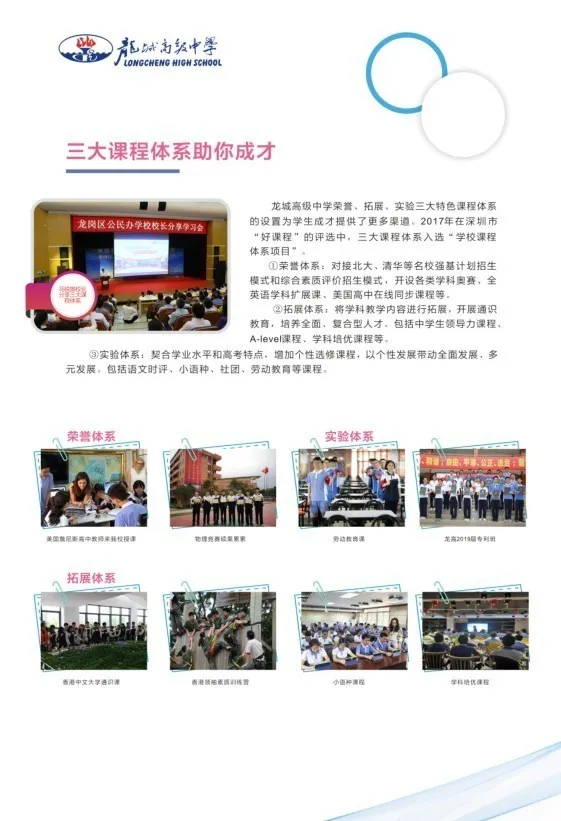 龍城高级中學
LONGCHENG HIGH SCHOOL
三大课程体系助你成才
龙岗区公民办学校校长分享学习会
分享三大课
程体系
龙城高级中学荣誉、拓展、实验三大特色课程体系
的设置为学生成才提供了更多渠道。2017年在深圳市
“好课程”的评选中，三大课程体系入选“学校课程
体系项目”。
①荣誉体系：对接北大、清华等名校强基计划招生
模式和综合素质评价招生模式，开设各类学科奥赛、全
英语学科扩展课、美国高中在线同步课程等。
②拓展体系：将学科教学内容进行拓展，开展通识
教育，培养全面、复合型人才。包括中学生领导力课程、
A-level课程、学科培优课程等。
③实验体系：契合学业水平和高考特点，增加个性选修课程，以个性发展带动全面发展、多
元发展。包括语文时评、小语种、社团、劳动教育等课程。
荣誉体系
实验体系
美国詹尼斯高中教师来我校授课
物理竞赛硕果累累
劳动教育课
龙高2019届专利班
拓展体系
香港中文大学通识课
香港领袖素质训练营
小语种课程
学科培优课程